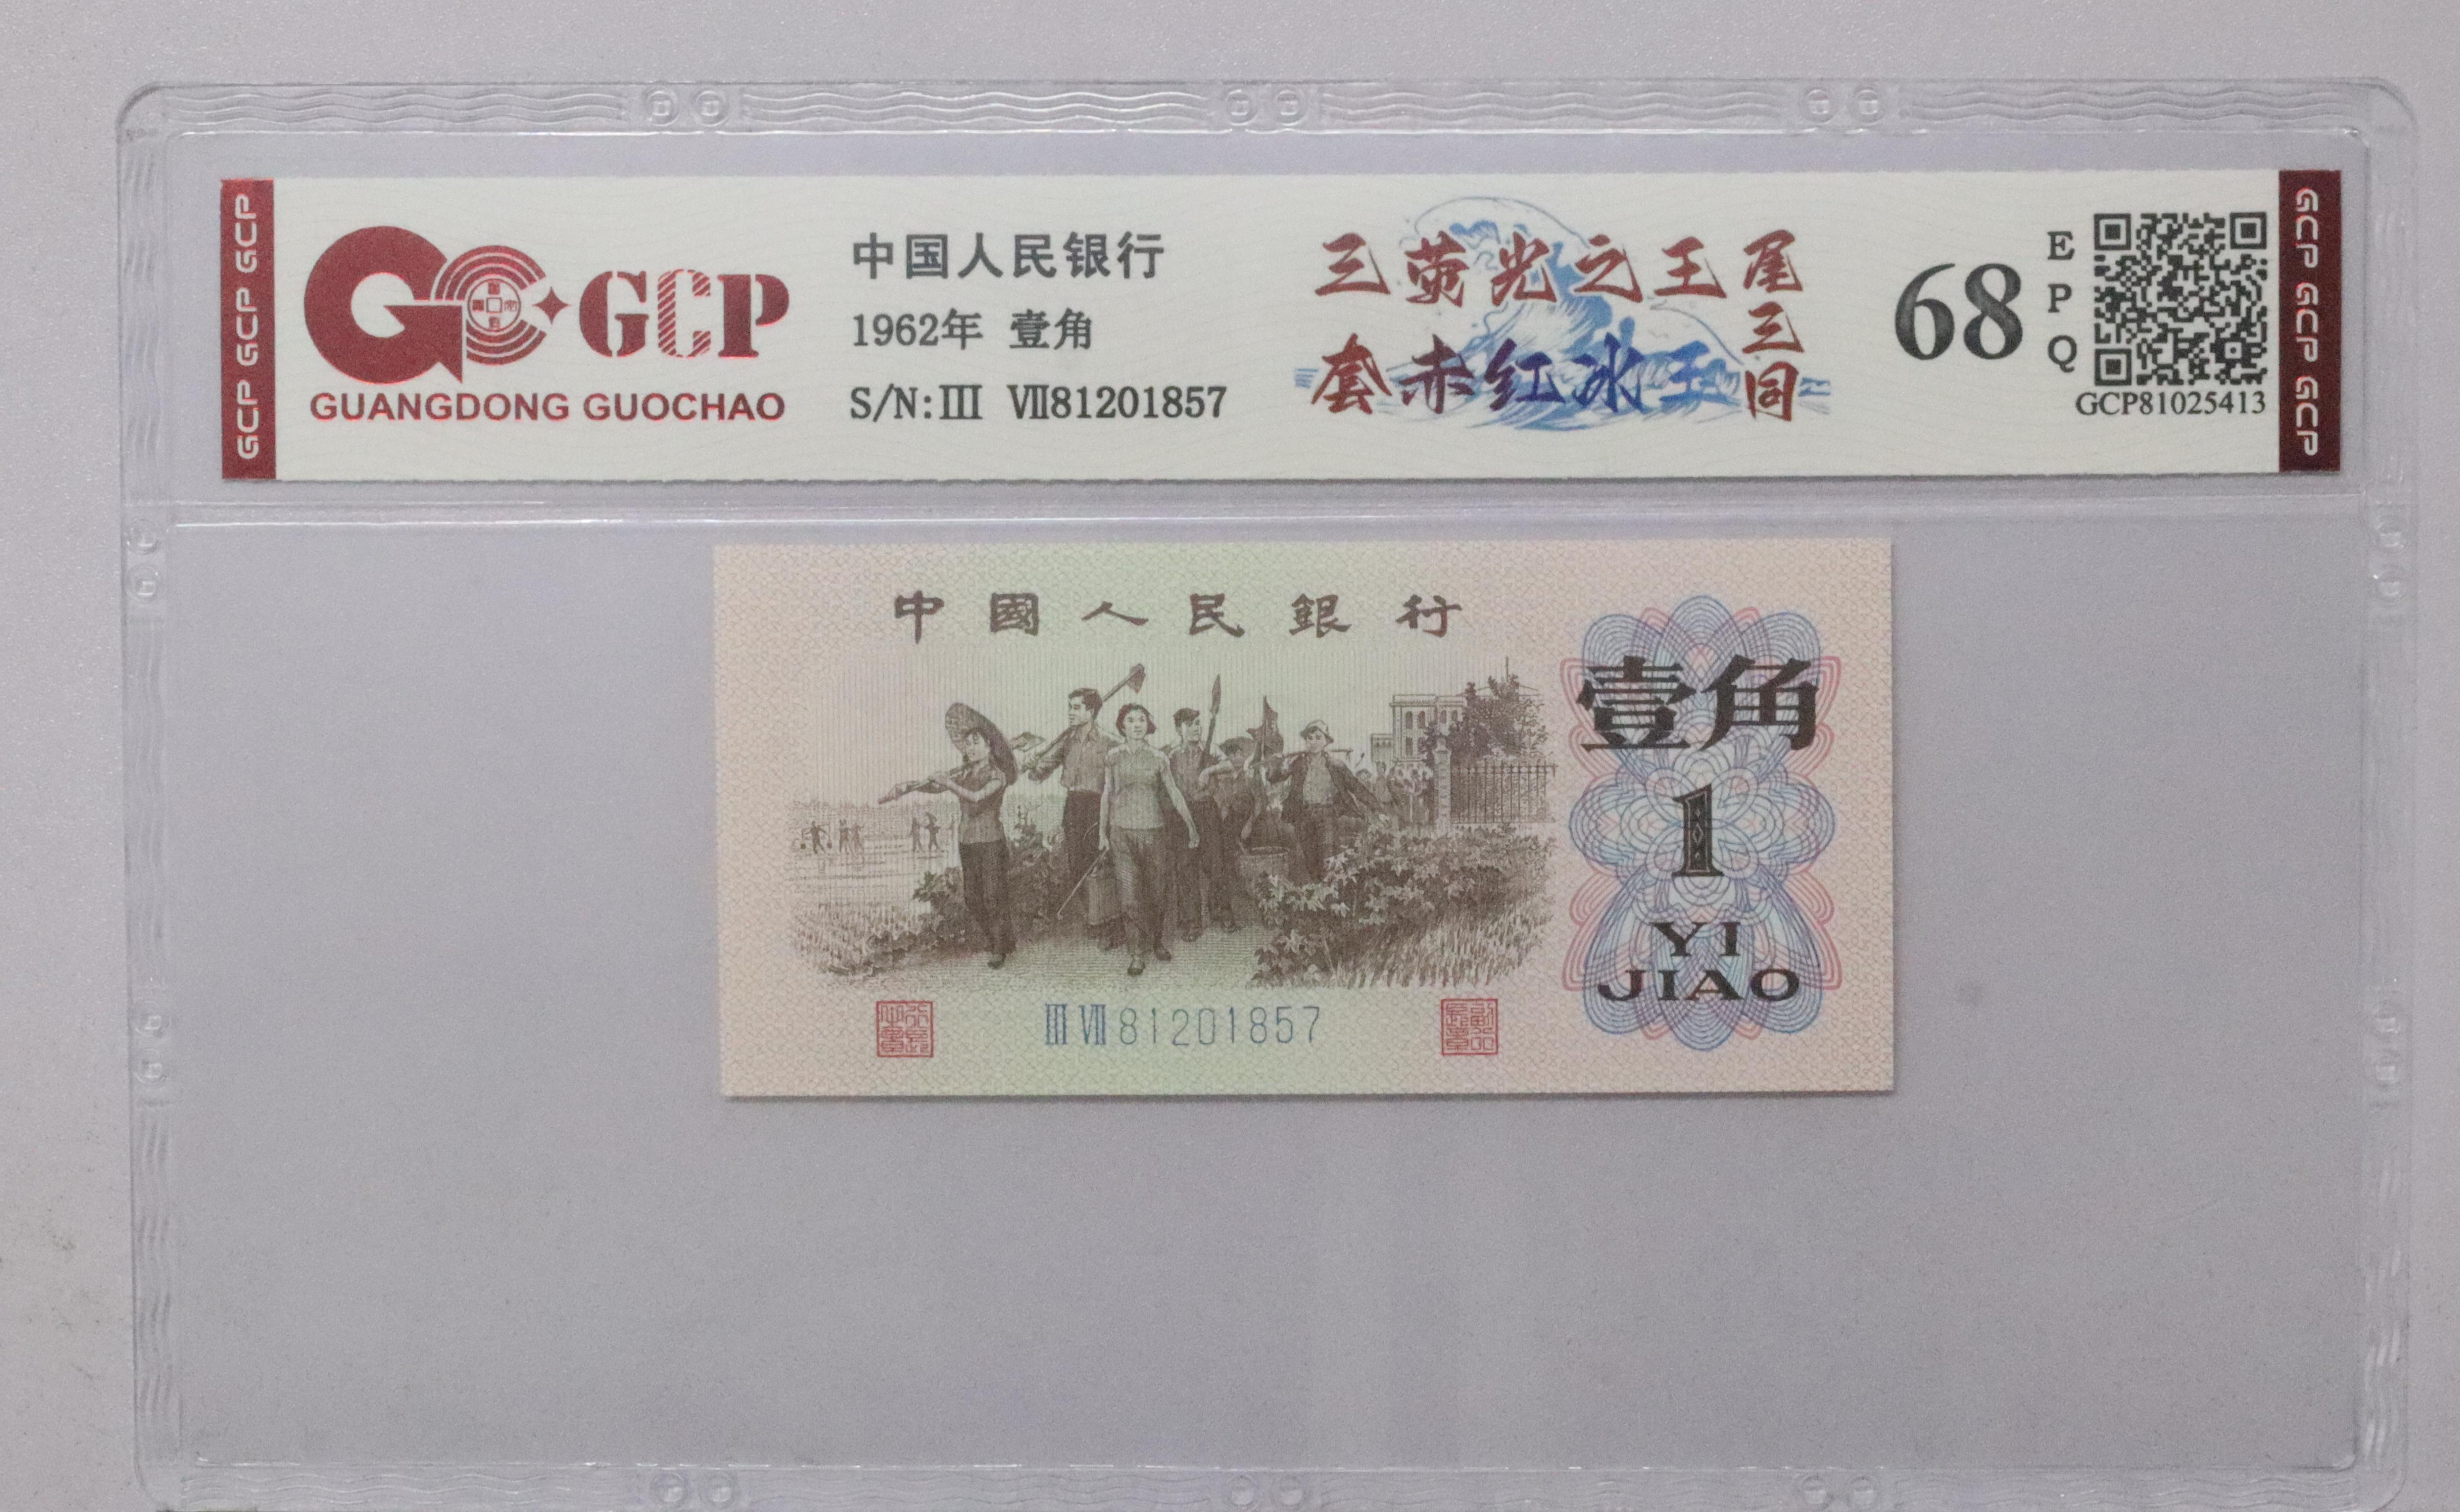 GCP GCP GCP
GCP
GUANGDONG GUOCHAO
中国人民银行
1962年 壹角
S/N:III VII81201857
三荧光之王
套赤红冰王
尾三同
68
EPQ
GCP81025413
GCP GCP GCP
中國人民銀行
壹角
1
YI
JIAO
III VII 81201857